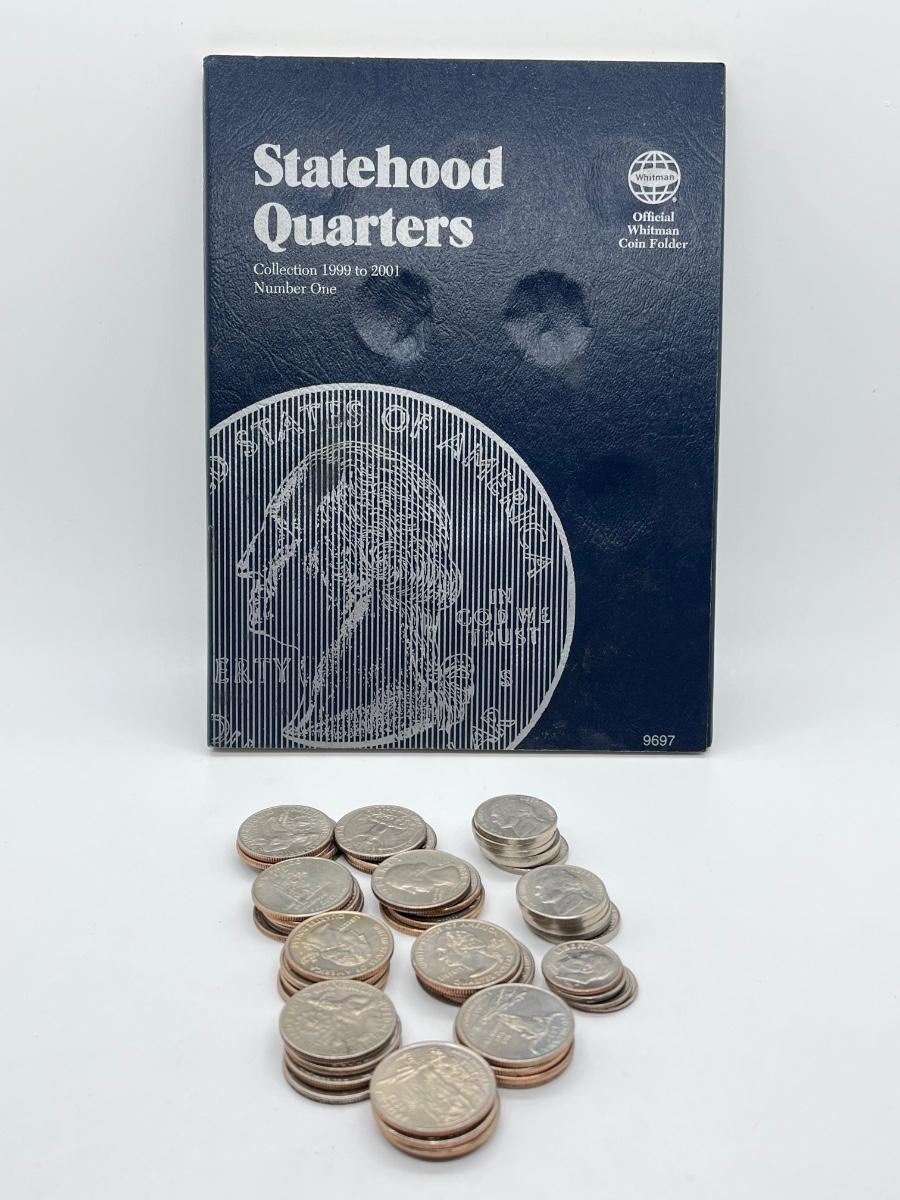 Statehood
Quarters
Collection 1999 to 2001
Number One
Whitman
Official
Whitman
Coin Folder
STATES OF AMERICA
IN
GOD WE
TRUST
S
ERTY
9697